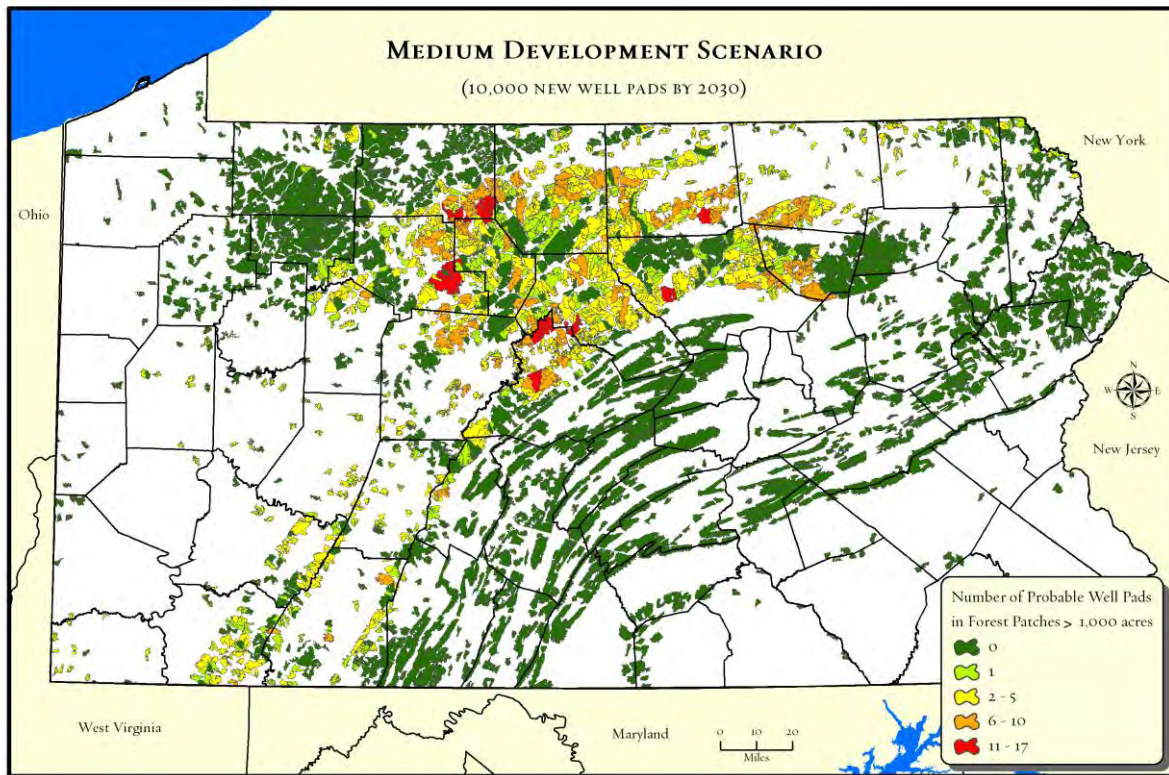 MEDIUM DEVELOPMENT SCENARIO
(10,000 NEW WELL PADS BY 2030)
New York
Ohio
N
W E
S
New Jersey
Number of Probable Well Pads
in Forest Patches > 1,000 acres
0
1
2 - 5
6 - 10
11 - 17
West Virginia
Maryland
0 10 20
Miles